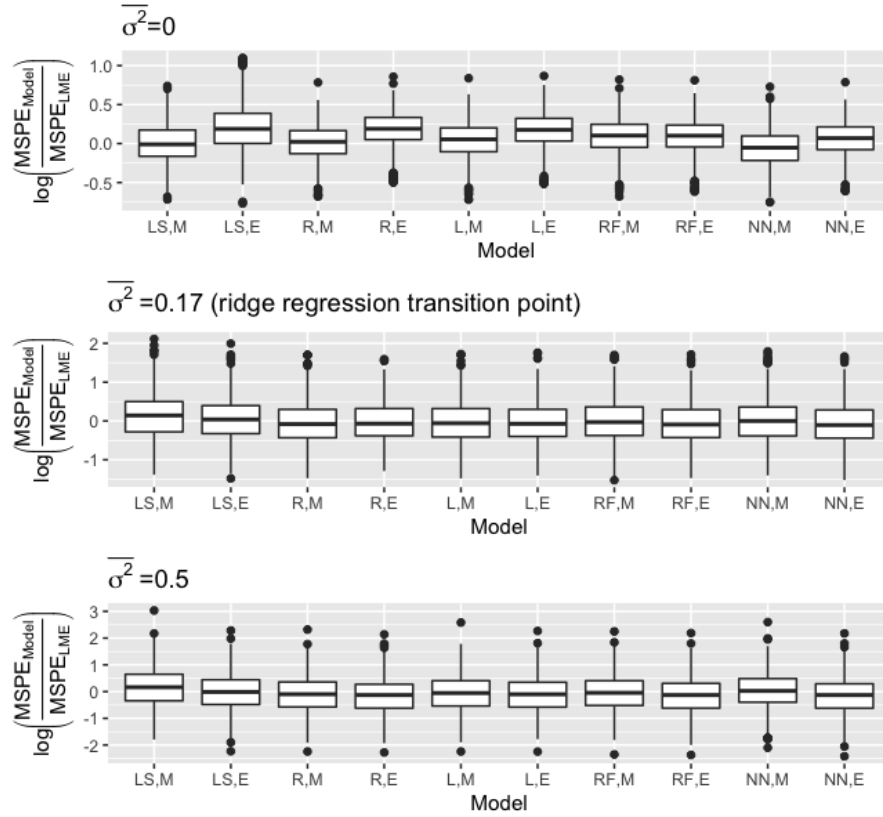 σ² =0
log(MSPE_Model / MSPE_LME)
1.0
0.5
0.0
-0.5
LS,M LS,E R,M R,E L,M L,E RF,M RF,E NN,M NN,E
Model
σ² =0.17 (ridge regression transition point)
log(MSPE_Model / MSPE_LME)
2
1
0
-1
LS,M LS,E R,M R,E L,M L,E RF,M RF,E NN,M NN,E
Model
σ² =0.5
log(MSPE_Model / MSPE_LME)
3
2
1
0
-1
-2
LS,M LS,E R,M R,E L,M L,E RF,M RF,E NN,M NN,E
Model